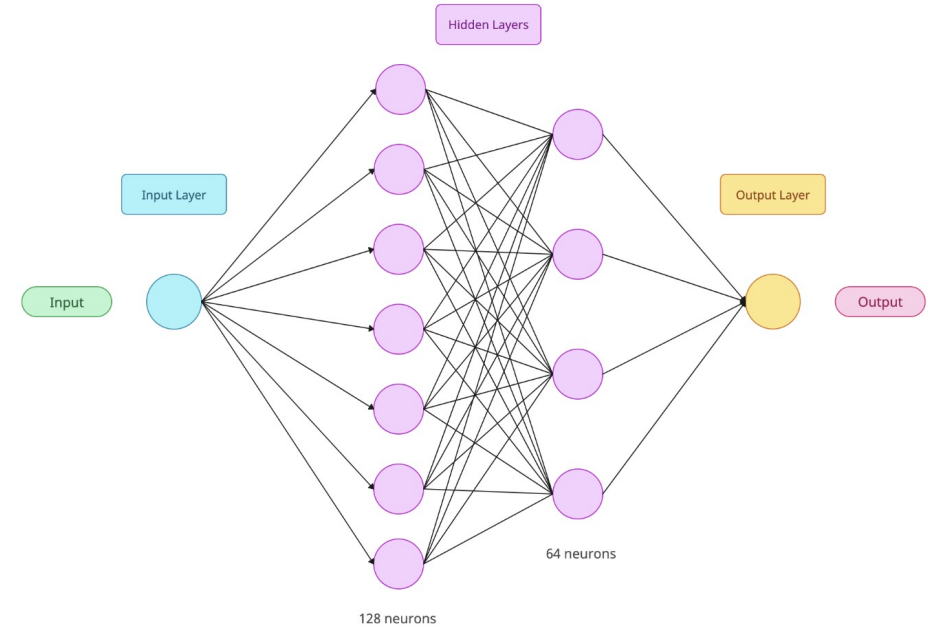 Hidden Layers
Input Layer
Output Layer
Input
Output
64 neurons
128 neurons